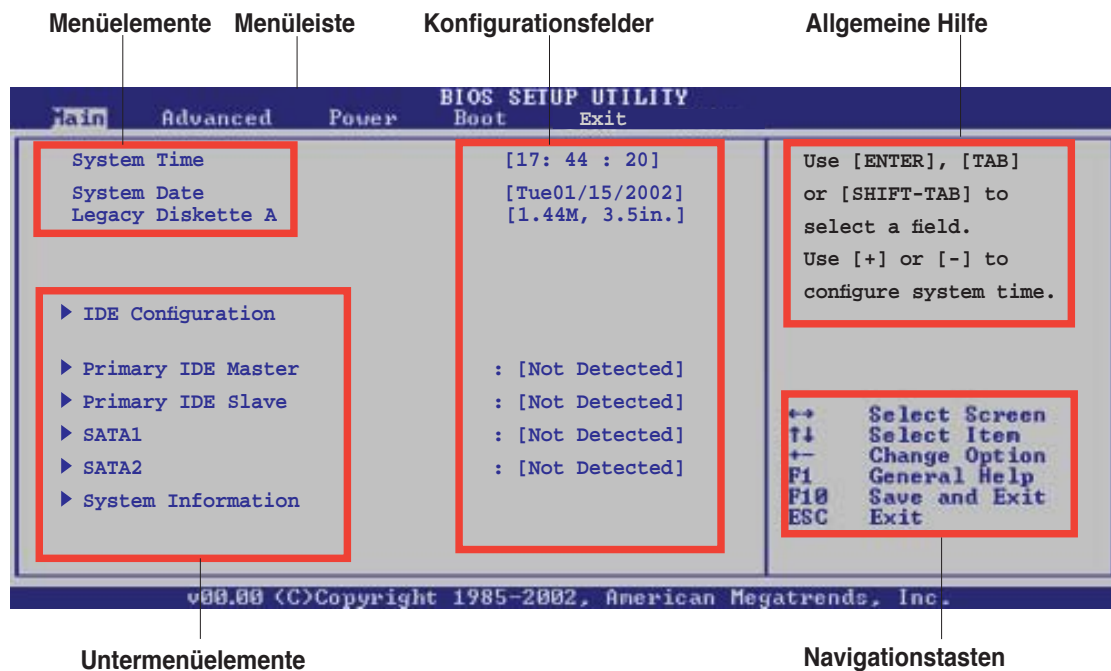 Menüelemente Menüleiste Konfigurationsfelder Allgemeine Hilfe
BIOS SETUP UTILITY
Main Advanced Power Boot Exit
System Time [17: 44 : 20]
System Date [Tue01/15/2002]
Legacy Diskette A [1.44M, 3.5in.]
IDE Configuration
Primary IDE Master : [Not Detected]
Primary IDE Slave : [Not Detected]
SATA1 : [Not Detected]
SATA2 : [Not Detected]
System Information
Use [ENTER], [TAB]
or [SHIFT-TAB] to
select a field.
Use [+] or [-] to
configure system time.
←→ Select Screen
↑↓ Select Item
+- Change Option
F1 General Help
F10 Save and Exit
ESC Exit
v00.00 (C)Copyright 1985-2002, American Megatrends, Inc.
Untermenüelemente Navigationstasten